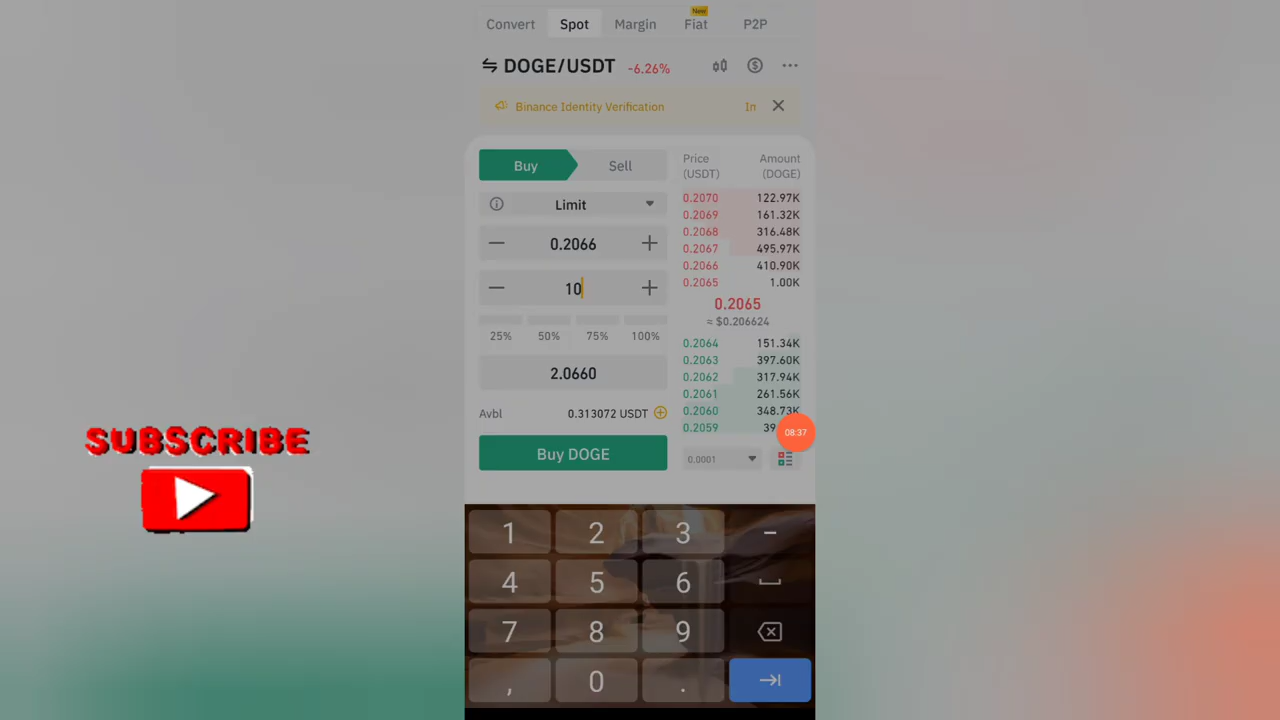 Convert Spot Margin New Fiat P2P
DOGE/USDT -6.26%
Binance Identity Verification In
Buy Sell
Price (USDT) Amount (DOGE)
Limit
0.2066
10
25% 50% 75% 100%
2.0660
Avbl 0.313072 USDT
Buy DOGE
0.2070 122.97K
0.2069 161.32K
0.2068 316.48K
0.2067 495.97K
0.2066 410.90K
0.2065 1.00K
0.2065
≈ $0.206624
0.2064 151.34K
0.2063 397.60K
0.2062 317.94K
0.2061 261.56K
0.2060 348.73K
0.2059
08:37
0.0001
SUBSCRIBE
1 2 3 -
4 5 6
7 8 9
, 0 .